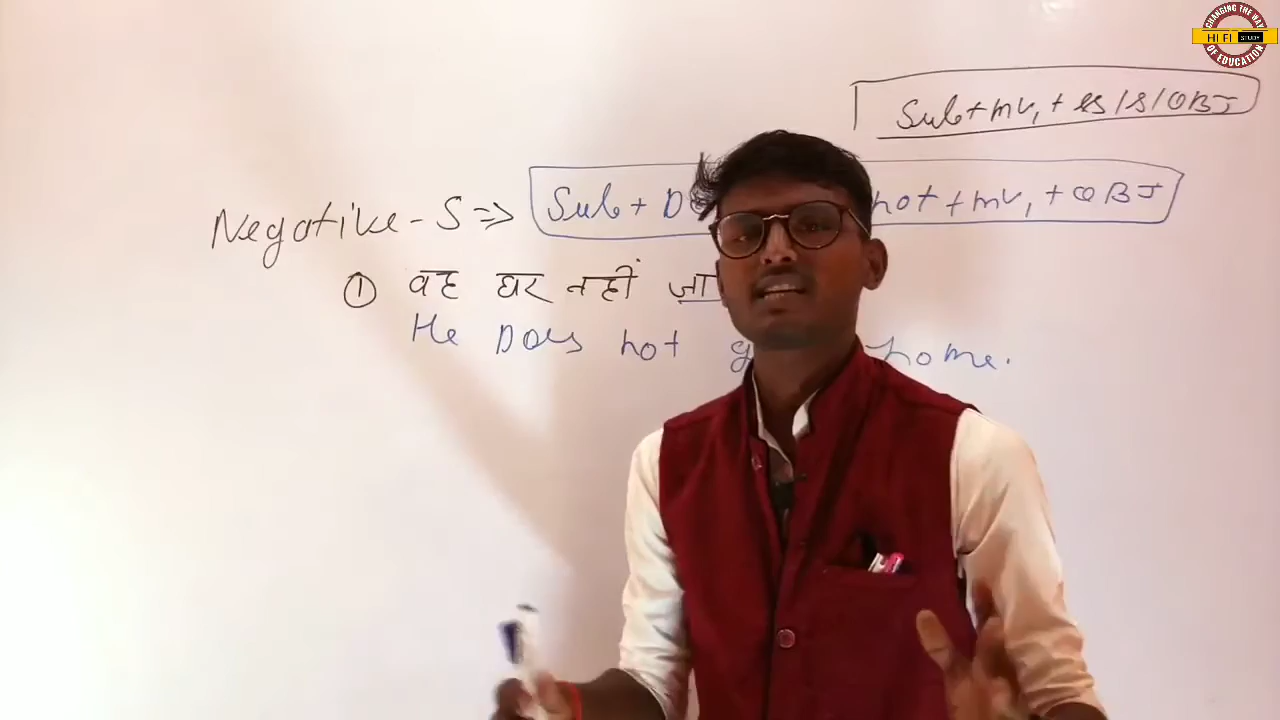 CHANGING THE WAY
HI FI STUDY
OF EDUCATION
Sub + mv₁ + es/s/OBJ
Negative - S ⇒ Sub + not + mv₁ + OBJ
① वह घर नहीं
He Does not home.